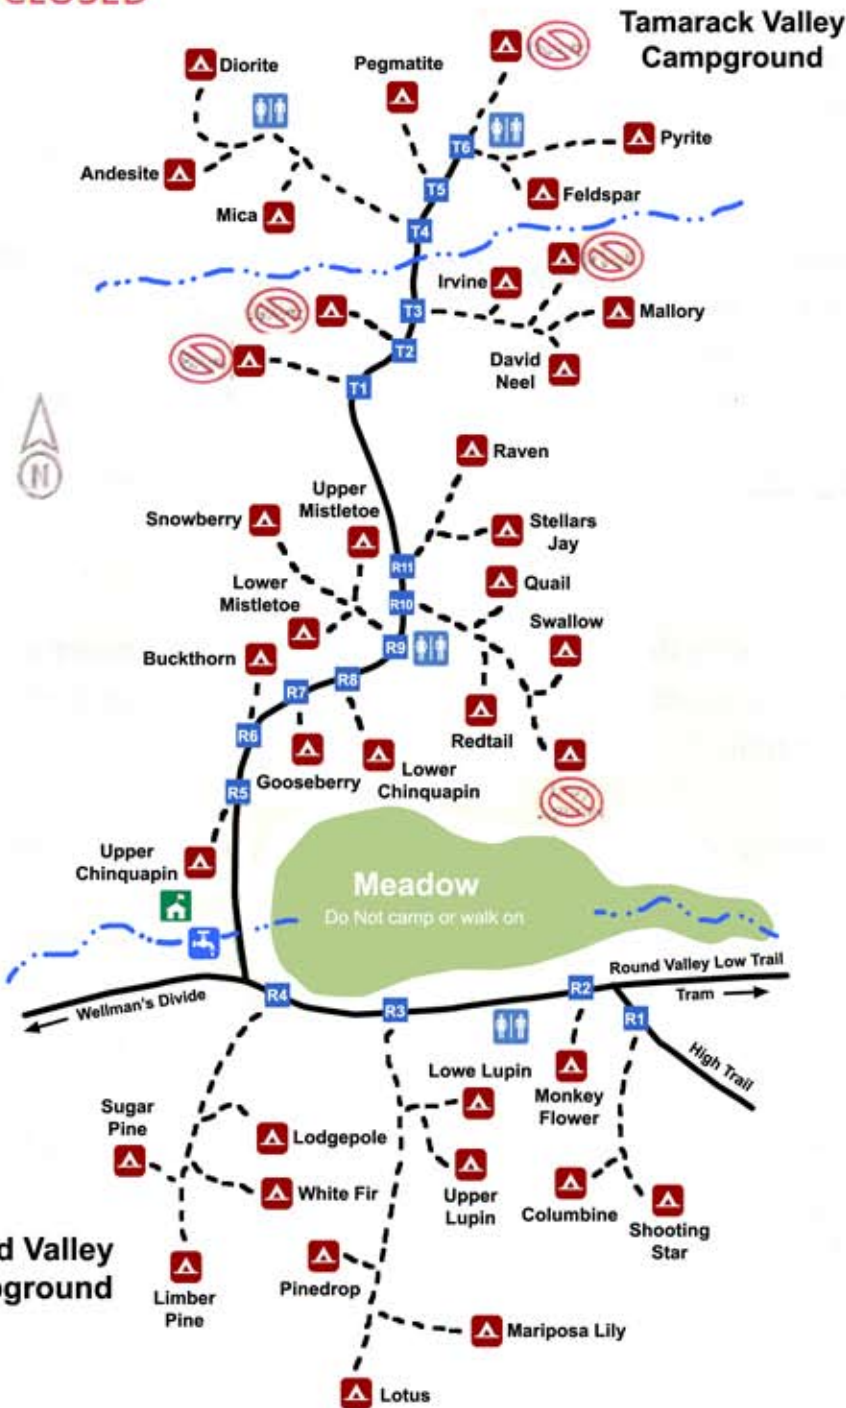 CLOSED
Tamarack Valley
Campground
Diorite
Pegmatite
T6
Pyrite
Andesite
T5
Feldspar
Mica
T4
Irvine
T3
Mallory
T2
David
Neel
T1
N
Raven
Upper
Mistletoe
Snowberry
Stellars
Jay
R11
Quail
Lower
Mistletoe
R10
Swallow
R9
Buckthorn
R8
R7
R6
Redtail
Gooseberry
Lower
Chinquapin
R5
Upper
Chinquapin
Meadow
Do Not camp or walk on
Round Valley Low Trail
Tram
Wellman's Divide
R4
R3
R2
R1
High Trail
Lowe Lupin
Monkey
Flower
Sugar
Pine
Lodgepole
White Fir
Upper
Lupin
Columbine
Shooting
Star
d Valley
ground
Limber
Pine
Pinedrop
Mariposa Lily
Lotus